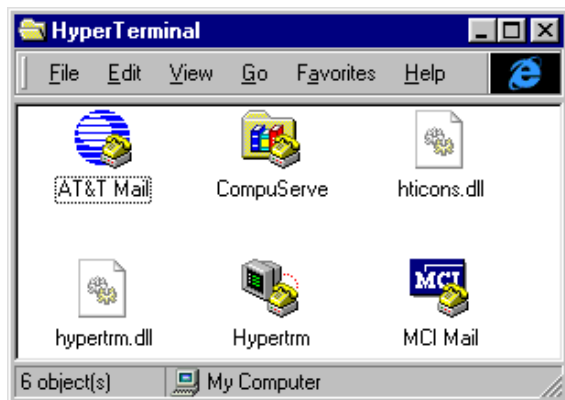 HyperTerminal
File Edit View Go Favorites Help
AT&T Mail CompuServe hticons.dll
MCI
hypertrm.dll Hypertrm MCI Mail
6 object(s) My Computer